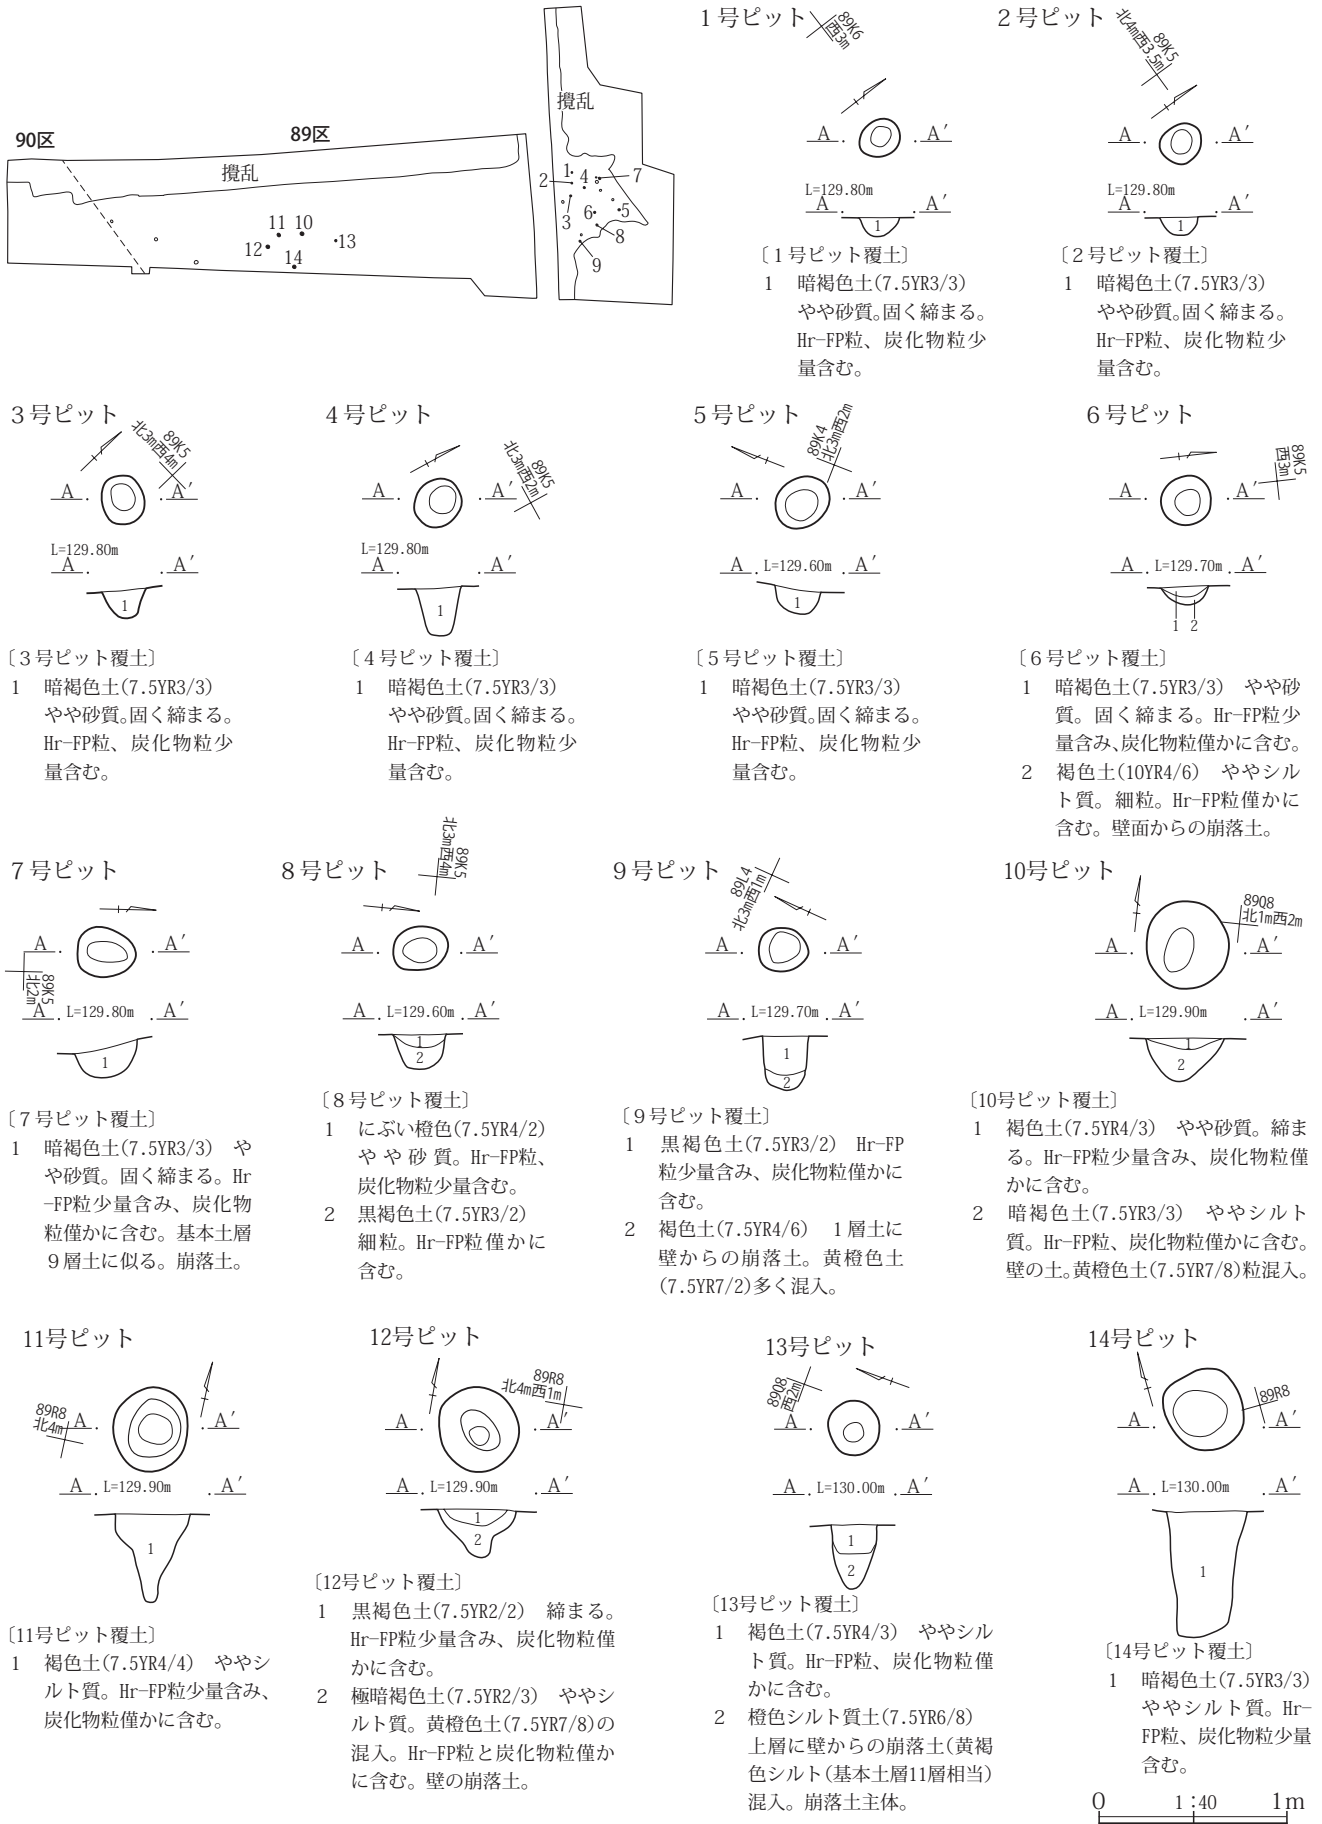 90区
89区
攪乱
攪乱
1
2
3
4
5
6
7
8
9
10
11
12
13
14
１号ピット
89K6
西3m
A . . A′
L=129.80m
A . . A′
1
〔１号ピット覆土〕
1　暗褐色土(7.5YR3/3)
やや砂質。固く締まる。
Hr−FP粒、炭化物粒少
量含む。
２号ピット
89K5
北4m西3.5m
A . . A′
L=129.80m
A . . A′
1
〔２号ピット覆土〕
1　暗褐色土(7.5YR3/3)
やや砂質。固く締まる。
Hr−FP粒、炭化物粒少
量含む。
３号ピット
89K5
北3m西4m
A . . A′
L=129.80m
A . . A′
1
〔３号ピット覆土〕
1　暗褐色土(7.5YR3/3)
やや砂質。固く締まる。
Hr−FP粒、炭化物粒少
量含む。
４号ピット
89K5
北3m西2m
A . . A′
L=129.80m
A . . A′
1
〔４号ピット覆土〕
1　暗褐色土(7.5YR3/3)
やや砂質。固く締まる。
Hr−FP粒、炭化物粒少
量含む。
５号ピット
89K4
北3m西2m
A . . A′
A . L=129.60m . A′
1
〔５号ピット覆土〕
1　暗褐色土(7.5YR3/3)
やや砂質。固く締まる。
Hr−FP粒、炭化物粒少
量含む。
６号ピット
89K5
西3m
A . . A′
A . L=129.70m . A′
1 2
〔６号ピット覆土〕
1　暗褐色土(7.5YR3/3)　やや砂
質。固く締まる。Hr−FP粒少
量含み、炭化物粒僅かに含む。
2　褐色土(10YR4/6)　ややシル
ト質。細粒。Hr−FP粒僅かに
含む。壁面からの崩落土。
７号ピット
A . . A′
89K5
北2m
A . L=129.80m . A′
1
〔７号ピット覆土〕
1　暗褐色土(7.5YR3/3)　や
や砂質。固く締まる。Hr
−FP粒少量含み、炭化物
粒僅かに含む。基本土層
９層土に似る。崩落土。
８号ピット
89K5
北3m西4m
A . . A′
A . L=129.60m . A′
1
2
〔８号ピット覆土〕
1　にぶい橙色(7.5YR4/2)
やや砂質。Hr−FP粒、
炭化物粒少量含む。
2　黒褐色土(7.5YR3/2)
細粒。Hr−FP粒僅かに
含む。
９号ピット
89L4
北3m西1m
A . . A′
A . L=129.70m . A′
1
2
〔９号ピット覆土〕
1　黒褐色土(7.5YR3/2)　Hr−FP
粒少量含み、炭化物粒僅かに
含む。
2　褐色土(7.5YR4/6)　１層土に
壁からの崩落土。黄橙色土
(7.5YR7/2)多く混入。
10号ピット
89Q8
北1m西2m
A . . A′
A . L=129.90m . A′
1
2
〔10号ピット覆土〕
1　褐色土(7.5YR4/3)　やや砂質。締ま
る。Hr−FP粒少量含み、炭化物粒僅
かに含む。
2　暗褐色土(7.5YR3/3)　ややシルト
質。Hr−FP粒、炭化物粒僅かに含む。
壁の土。黄橙色土(7.5YR7/8)粒混入。
11号ピット
89R8
北4m
A . . A′
A . L=129.90m . A′
1
〔11号ピット覆土〕
1　褐色土(7.5YR4/4)　ややシ
ルト質。Hr−FP粒少量含み、
炭化物粒僅かに含む。
12号ピット
89R8
北4m西1m
A . . A′
A . L=129.90m . A′
1
2
〔12号ピット覆土〕
1　黒褐色土(7.5YR2/2)　締まる。
Hr−FP粒少量含み、炭化物粒僅
かに含む。
2　極暗褐色土(7.5YR2/3)　ややシ
ルト質。黄橙色土(7.5YR7/8)の
混入。Hr−FP粒と炭化物粒僅か
に含む。壁の崩落土。
13号ピット
89Q8
西2m
A . . A′
A . L=130.00m . A′
1
2
〔13号ピット覆土〕
1　褐色土(7.5YR4/3)　ややシル
ト質。Hr−FP粒、炭化物粒僅
かに含む。
2　橙色シルト質土(7.5YR6/8)
上層に壁からの崩落土(黄褐
色シルト(基本土層11層相当)
混入。崩落土主体。
14号ピット
89R8
A . . A′
A . L=130.00m . A′
1
〔14号ピット覆土〕
1　暗褐色土(7.5YR3/3)
ややシルト質。Hr−
FP粒、炭化物粒少量
含む。
0　1：40　1m